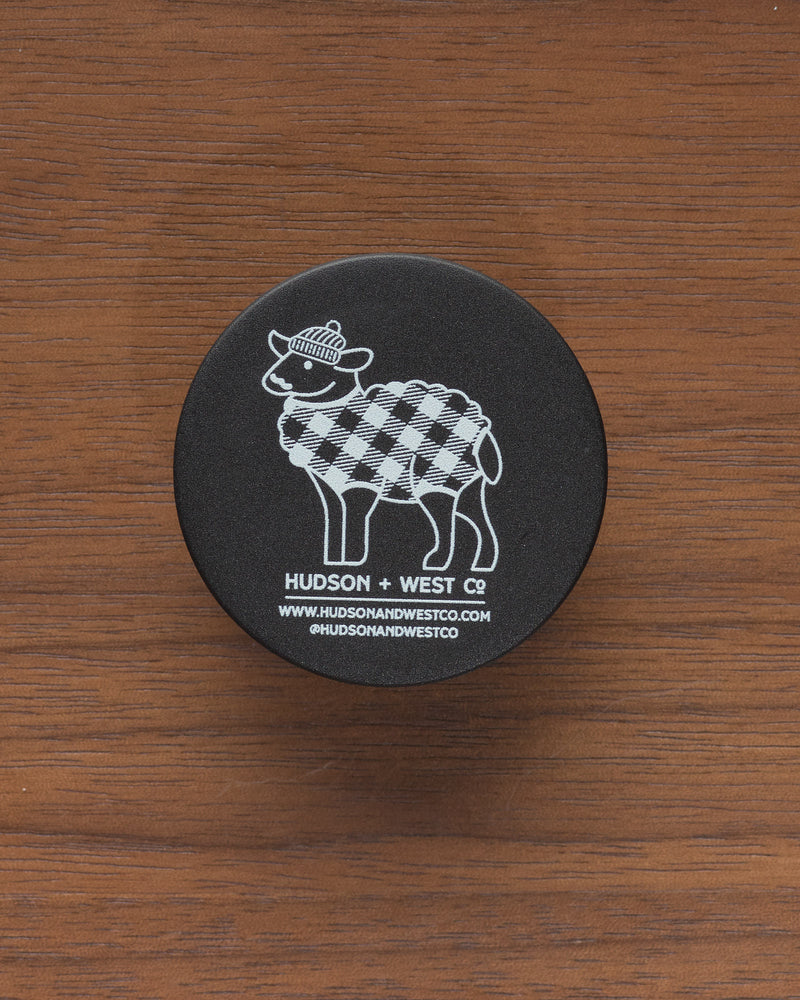 HUDSON + WEST Co
WWW.HUDSONANDWESTCO.COM
@HUDSONANDWESTCO